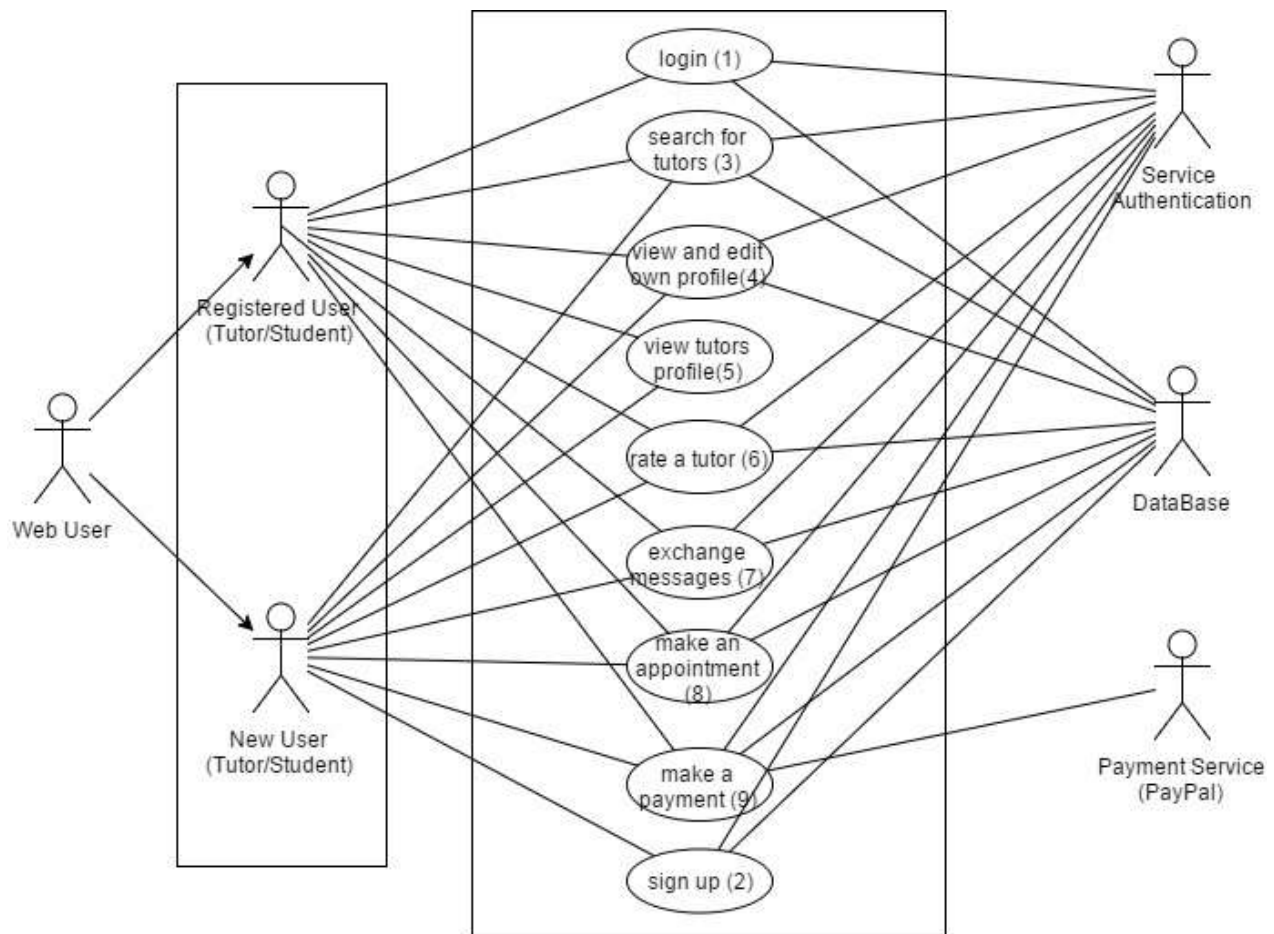 login (1)
search for
tutors (3)
view and edit
own profile(4)
view tutors
profile(5)
rate a tutor (6)
exchange
messages (7)
make an
appointment
(8)
make a
payment (9)
sign up (2)
Registered User
(Tutor/Student)
Web User
New User
(Tutor/Student)
Service
Authentication
DataBase
Payment Service
(PayPal)